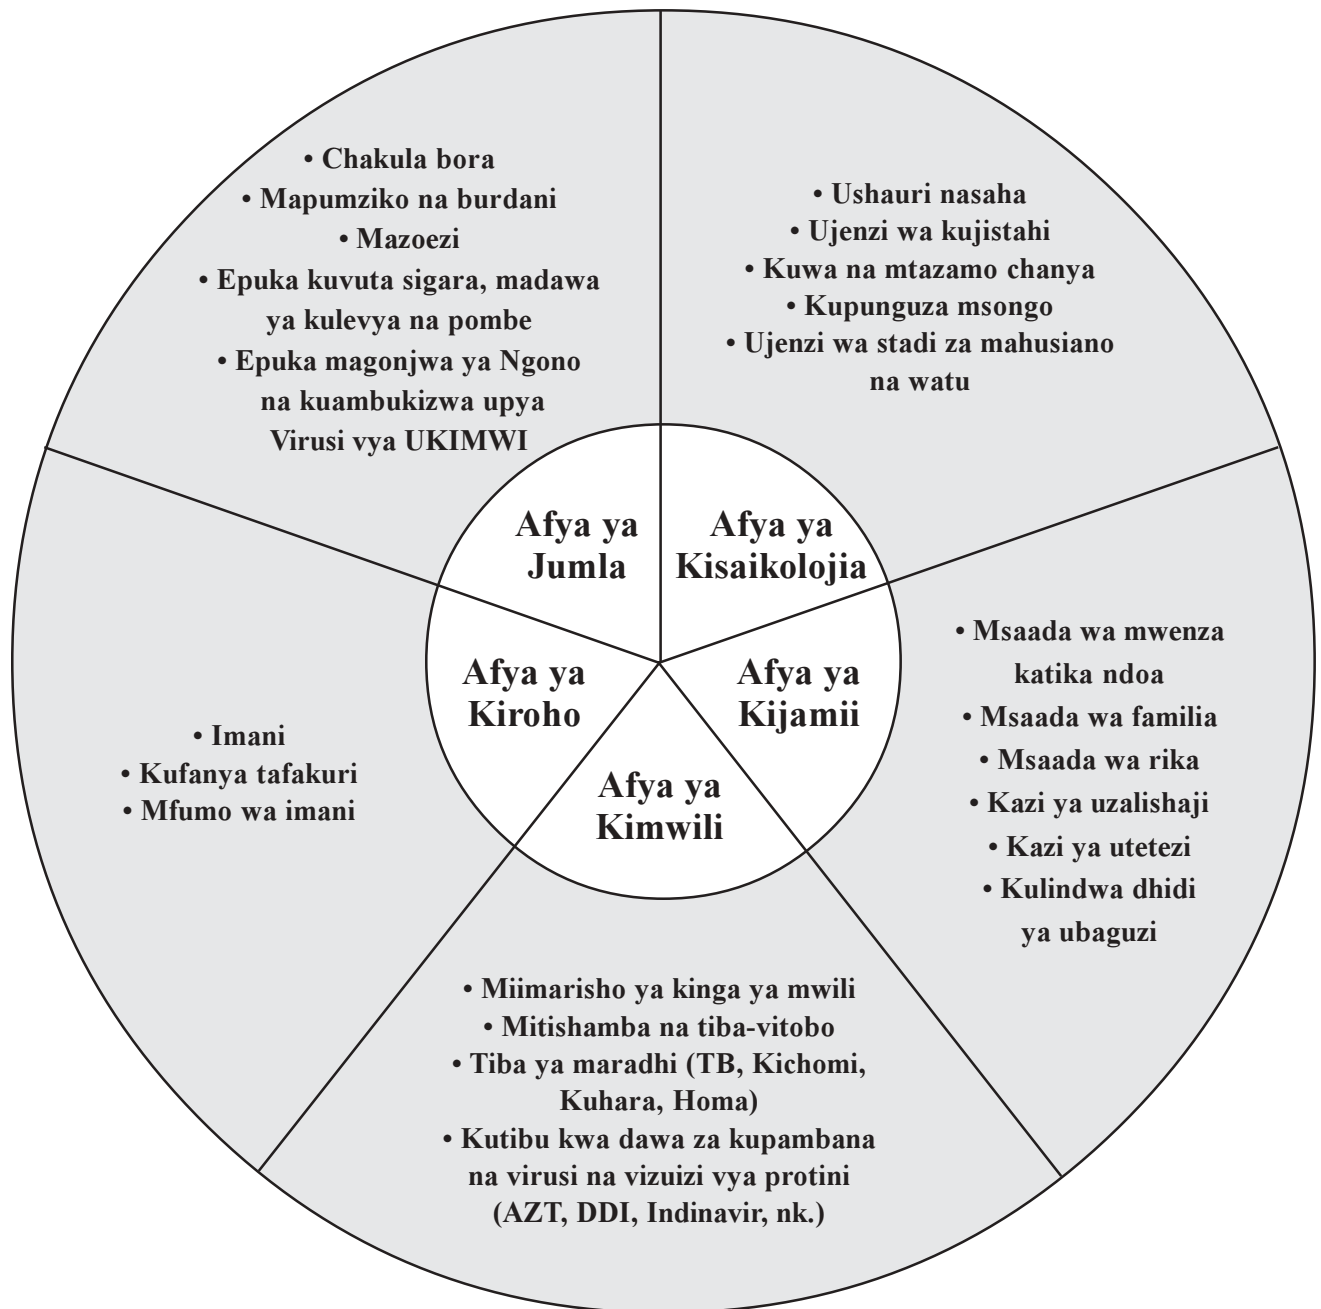 • Chakula bora
• Mapumziko na burdani
• Mazoezi
• Epuka kuvuta sigara, madawa
ya kulevya na pombe
• Epuka magonjwa ya Ngono
na kuambukizwa upya
Virusi vya UKIMWI
• Ushauri nasaha
• Ujenzi wa kujistahi
• Kuwa na mtazamo chanya
• Kupunguza msongo
• Ujenzi wa stadi za mahusiano
na watu
Afya ya
Jumla
Afya ya
Kisaikolojia
Afya ya
Kiroho
Afya ya
Kijamii
Afya ya
Kimwili
• Msaada wa mwenza
katika ndoa
• Msaada wa familia
• Msaada wa rika
• Kazi ya uzalishaji
• Kazi ya utetezi
• Kulindwa dhidi
ya ubaguzi
• Imani
• Kufanya tafakuri
• Mfumo wa imani
• Miimarisho ya kinga ya mwili
• Mitishamba na tiba-vitobo
• Tiba ya maradhi (TB, Kichomi,
Kuhara, Homa)
• Kutibu kwa dawa za kupambana
na virusi na vizuizi vya protini
(AZT, DDI, Indinavir, nk.)